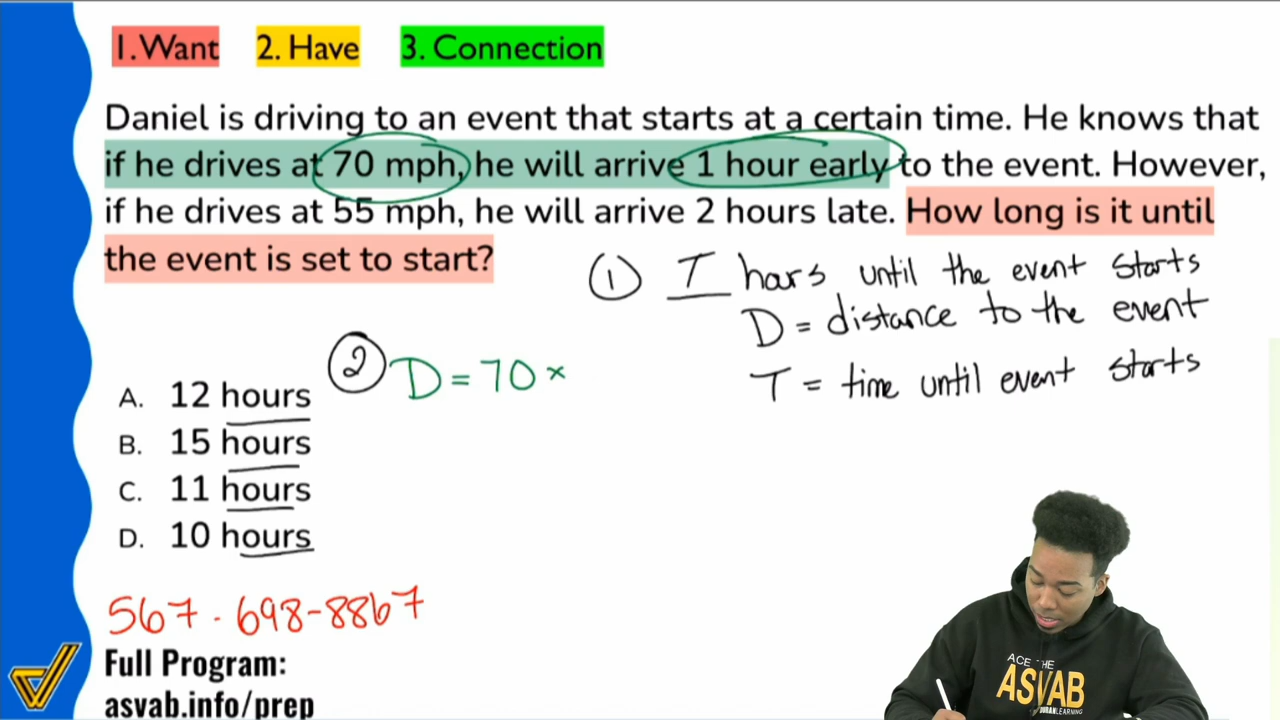 1. Want 2. Have 3. Connection
Daniel is driving to an event that starts at a certain time. He knows that
if he drives at 70 mph, he will arrive 1 hour early to the event. However,
if he drives at 55 mph, he will arrive 2 hours late. How long is it until
the event is set to start?
1 T hours until the event starts
D = distance to the event
T = time until event starts
2 D = 70 ×
A. 12 hours
B. 15 hours
C. 11 hours
D. 10 hours
567-698-8867
Full Program:
asvab.info/prep
ACE THE
ASVAB